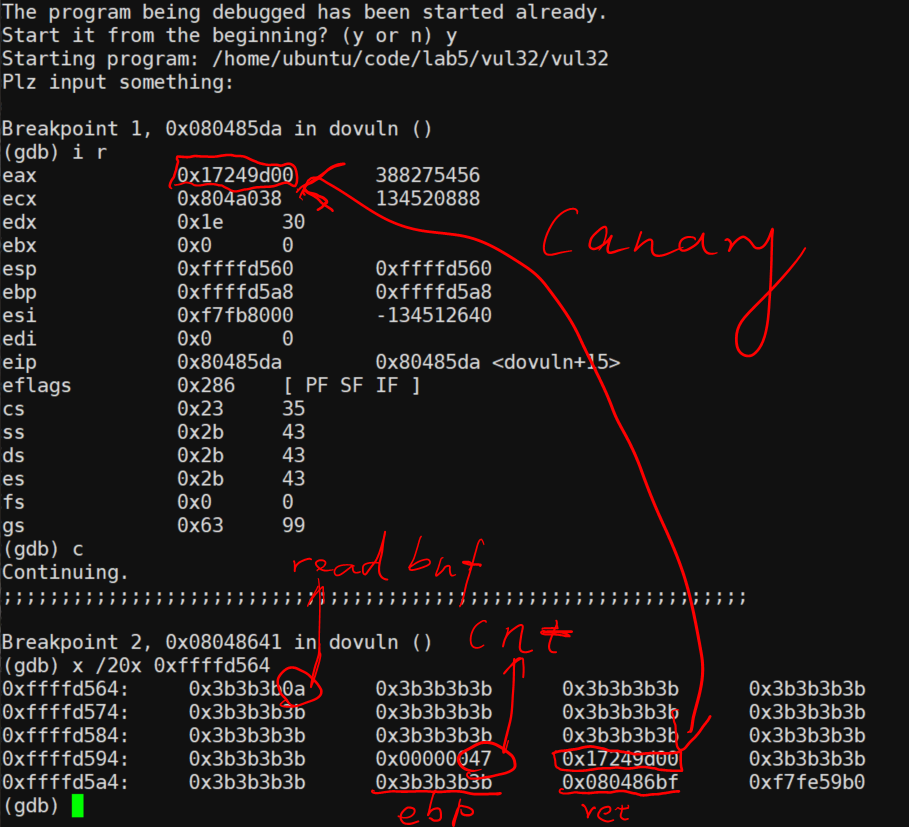 The program being debugged has been started already.
Start it from the beginning? (y or n) y
Starting program: /home/ubuntu/code/lab5/vul32/vul32
Plz input something:
Breakpoint 1, 0x080485da in dovuln ()
(gdb) i r
eax 0x17249d00 388275456
ecx 0x804a038 134520888
edx 0x1e 30
Canary
ebx 0x0 0
esp 0xffffd560 0xffffd560
ebp 0xffffd5a8 0xffffd5a8
esi 0xf7fb8000 -134512640
edi 0x0 0
eip 0x80485da 0x80485da <dovuln+15>
eflags 0x286 [ PF SF IF ]
cs 0x23 35
ss 0x2b 43
ds 0x2b 43
es 0x2b 43
fs 0x0 0
gs 0x63 99
(gdb) c
read buf
Continuing.
;;;;;;;;;;;;;;;;;;;;;;;;;;;;;;;;;;;;;;;;;;;;;;;;;;;;;;;;;;;;;;;
Breakpoint 2, 0x08048641 in dovuln ()
cnt
(gdb) x /20x 0xffffd564
0xffffd564: 0x3b3b3b0a 0x3b3b3b3b 0x3b3b3b3b 0x3b3b3b3b
0xffffd574: 0x3b3b3b3b 0x3b3b3b3b 0x3b3b3b3b 0x3b3b3b3b
0xffffd584: 0x3b3b3b3b 0x3b3b3b3b 0x3b3b3b3b 0x3b3b3b3b
0xffffd594: 0x3b3b3b3b 0x00000047 0x17249d00 0x3b3b3b3b
0xffffd5a4: 0x3b3b3b3b 0x3b3b3b3b 0x080486bf 0xf7fe59b0
(gdb)
ebp ret